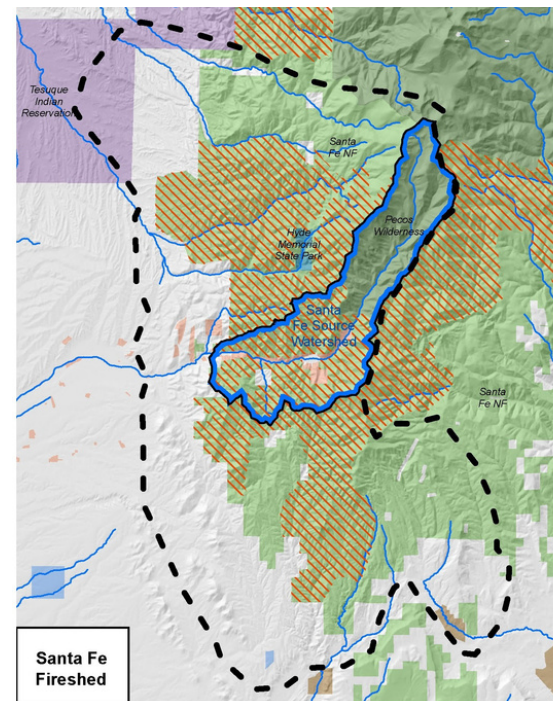 Tesuque
Indian
Reservation
Santa
Fe NF
Pecos
Wilderness
Hyde
Memorial
State Park
Santa
Fe Source
Watershed
Santa
Fe NF
Santa Fe
Fireshed